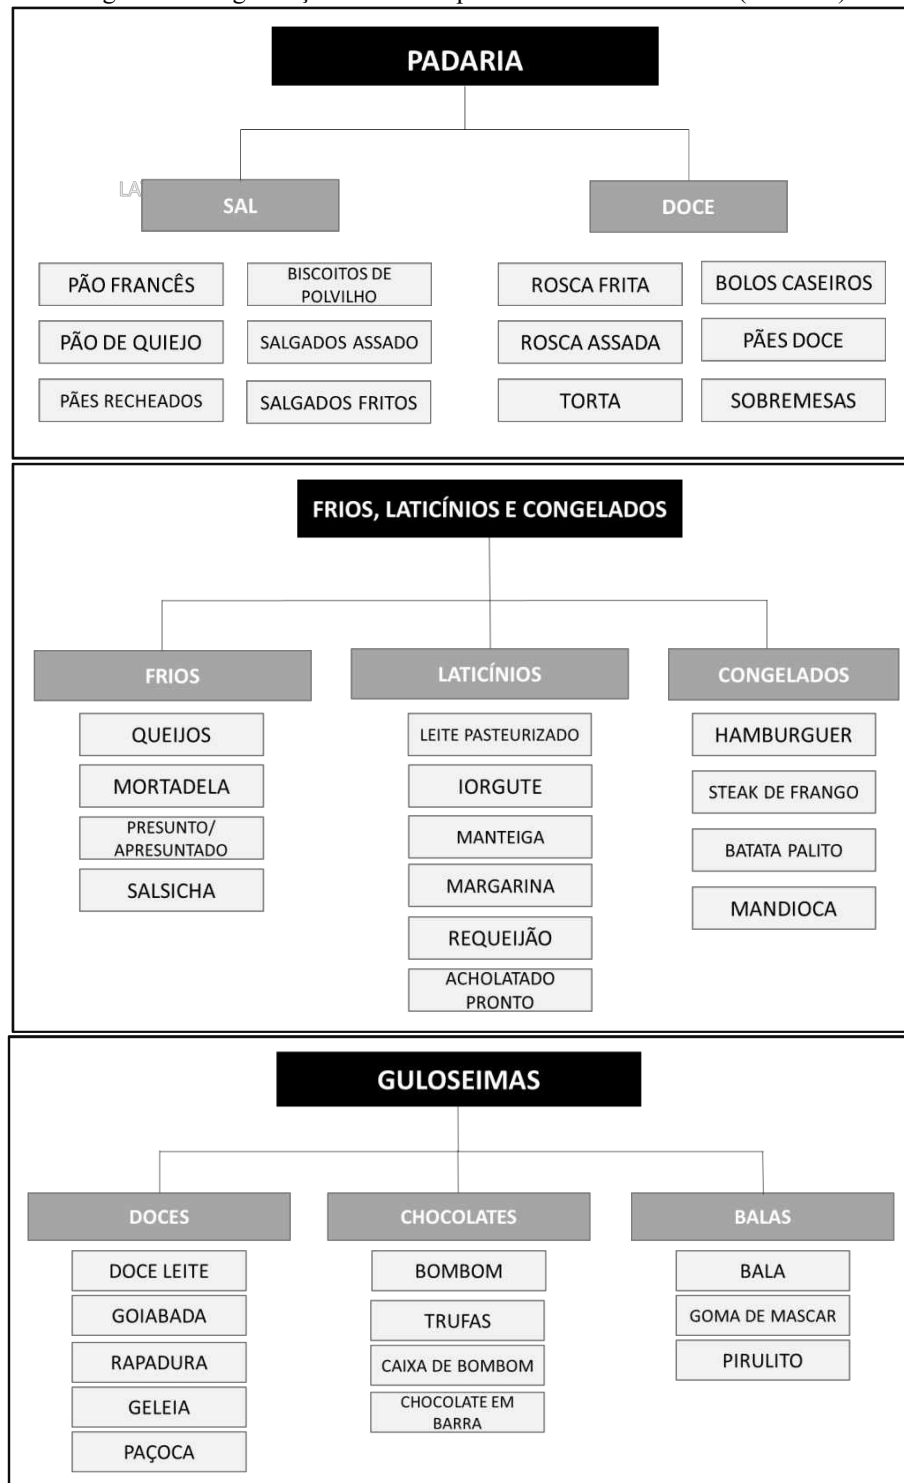 PADARIA
LA
SAL
DOCE
PÃO FRANCÊS
BISCOITOS DE
POLVILHO
ROSCA FRITA
BOLOS CASEIROS
PÃO DE QUIEJO
SALGADOS ASSADO
ROSCA ASSADA
PÃES DOCE
PÃES RECHEADOS
SALGADOS FRITOS
TORTA
SOBREMESAS
FRIOS, LATICÍNIOS E CONGELADOS
FRIOS
LATICÍNIOS
CONGELADOS
QUEIJOS
MORTADELA
PRESUNTO/
APRESUNTADO
SALSICHA
LEITE PASTEURIZADO
IORGUTE
MANTEIGA
MARGARINA
REQUEIJÃO
ACHOLATADO
PRONTO
HAMBURGUER
STEAK DE FRANGO
BATATA PALITO
MANDIOCA
GULOSEIMAS
DOCES
CHOCOLATES
BALAS
DOCE LEITE
GOIABADA
RAPADURA
GELEIA
PAÇOCA
BOMBOM
TRUFAS
CAIXA DE BOMBOM
CHOCOLATE EM
BARRA
BALA
GOMA DE MASCAR
PIRULITO